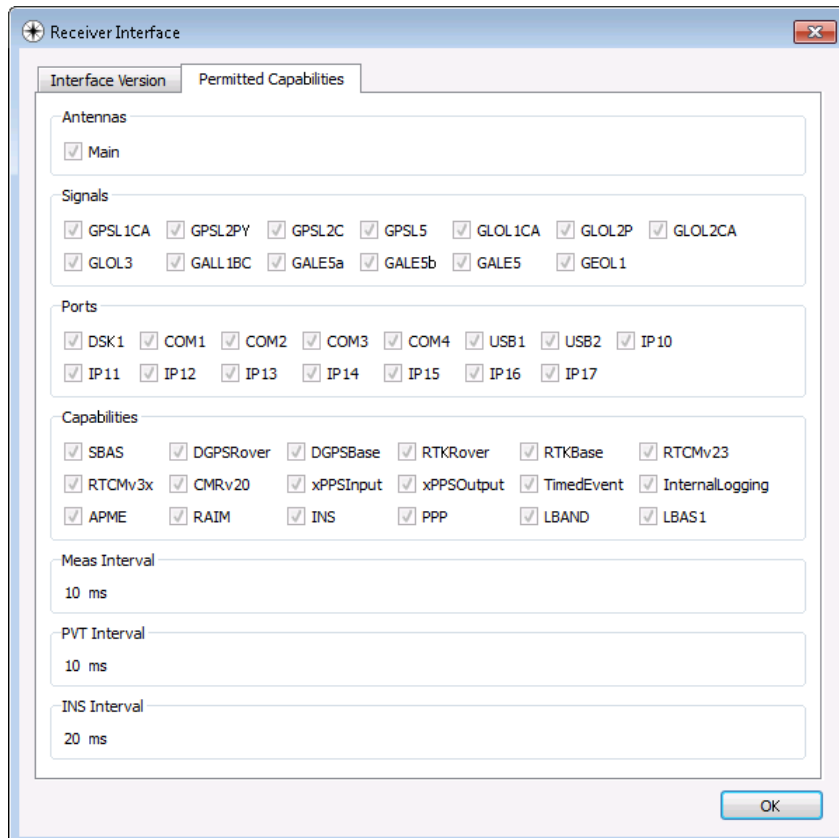 Receiver Interface
Interface Version Permitted Capabilities
Antennas
Main
Signals
GPSL1CA GPSL2PY GPSL2C GPSL5 GLOL1CA GLOL2P GLOL2CA
GLOL3 GALL1BC GALE5a GALE5b GALE5 GEOL1
Ports
DSK1 COM1 COM2 COM3 COM4 USB1 USB2 IP10
IP11 IP12 IP13 IP14 IP15 IP16 IP17
Capabilities
SBAS DGPSRover DGPSBase RTKRover RTKBase RTCMv23
RTCMv3x CMRv20 xPPSInput xPPSOutput TimedEvent InternalLogging
APME RAIM INS PPP LBAND LBAS1
Meas Interval
10 ms
PVT Interval
10 ms
INS Interval
20 ms
OK